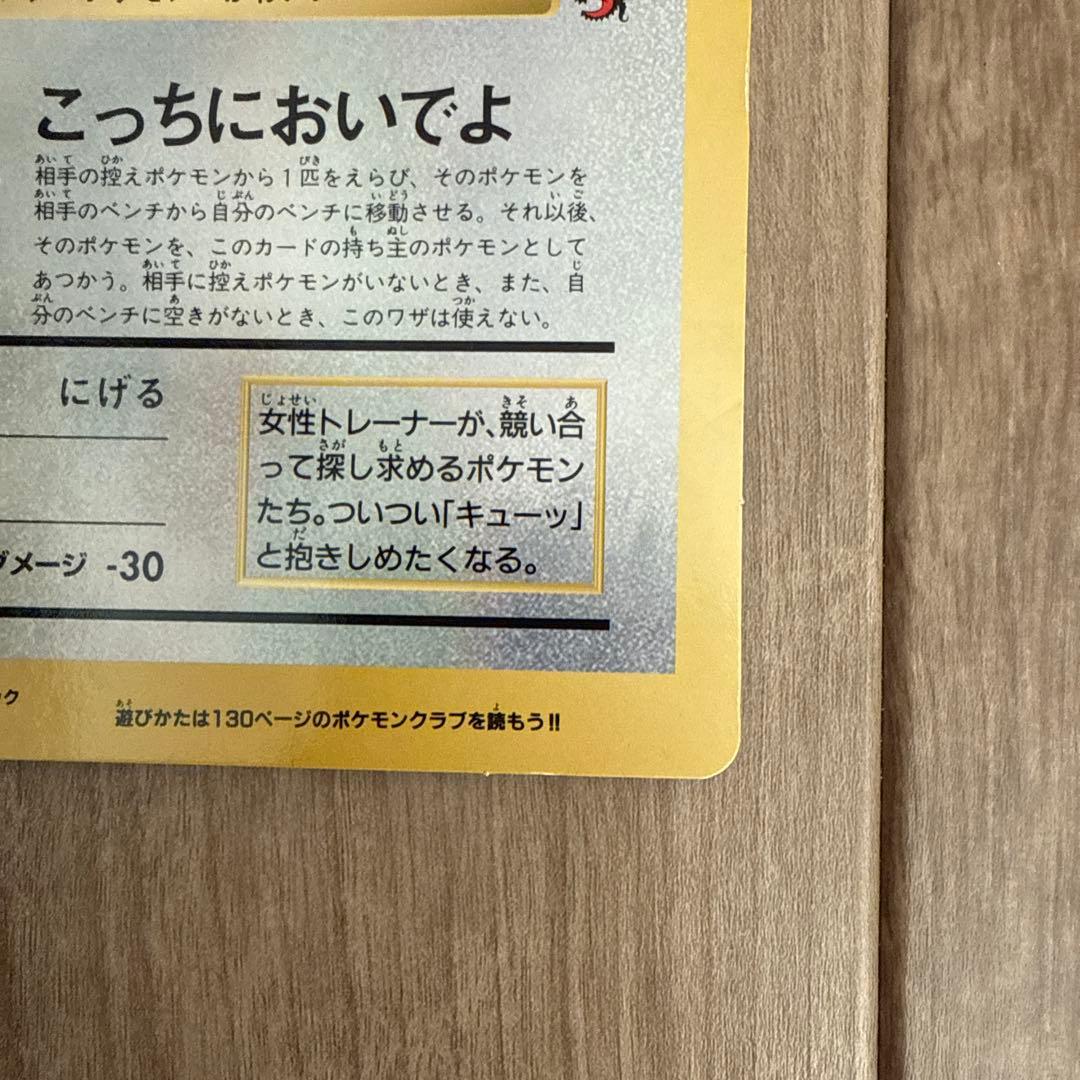 こっちにおいでよ
相手の控えポケモンから1匹をえらび、そのポケモンを
相手のベンチから自分のベンチに移動させる。それ以後、
そのポケモンを、このカードの持ち主のポケモンとして
あつかう。相手に控えポケモンがいないとき、また、自
分のベンチに空きがないとき、このワザは使えない。
にげる
女性トレーナーが、競い合
って探し求めるポケモン
たち。ついつい「キューッ」
と抱きしめたくなる。
ダメージ -30
ック
遊びかたは130ページのポケモンクラブを読もう!!